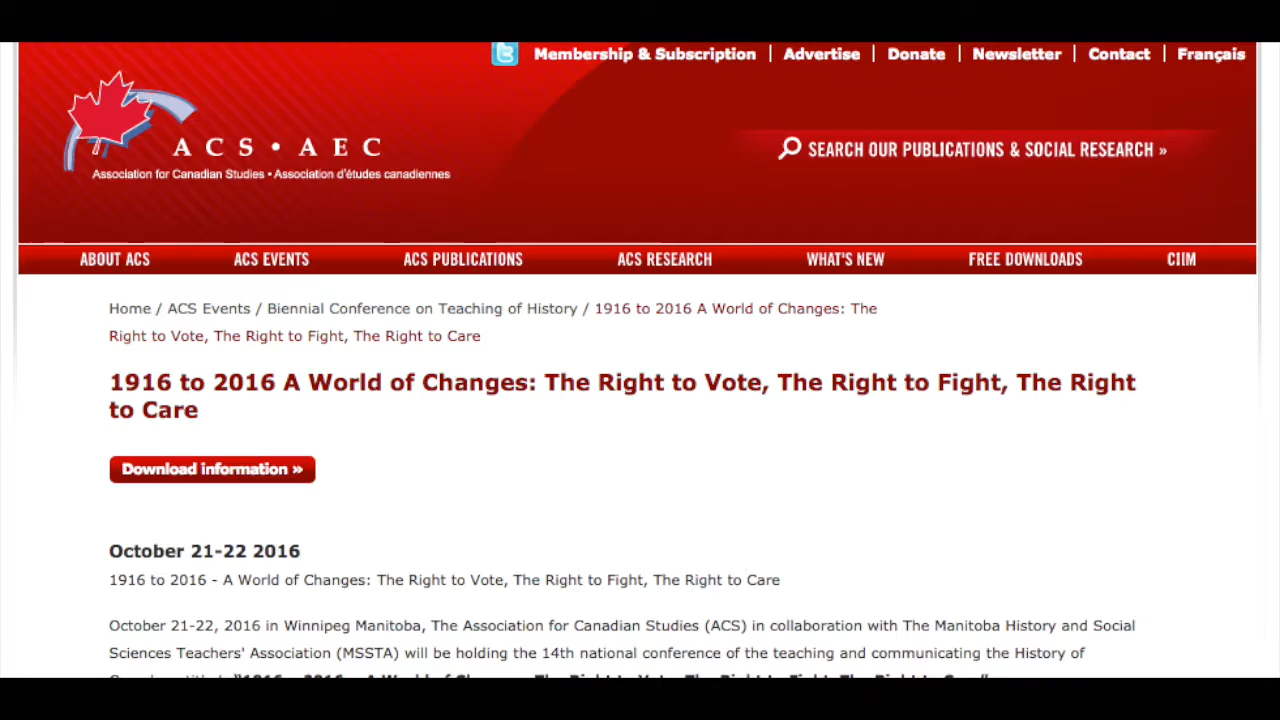 Membership & Subscription | Advertise | Donate | Newsletter | Contact | Français
ACS • AEC
Association for Canadian Studies • Association d'études canadiennes
SEARCH OUR PUBLICATIONS & SOCIAL RESEARCH »
ABOUT ACS ACS EVENTS ACS PUBLICATIONS ACS RESEARCH WHAT'S NEW FREE DOWNLOADS CIIM
Home / ACS Events / Biennial Conference on Teaching of History / 1916 to 2016 A World of Changes: The
Right to Vote, The Right to Fight, The Right to Care
1916 to 2016 A World of Changes: The Right to Vote, The Right to Fight, The Right
to Care
Download information »
October 21-22 2016
1916 to 2016 - A World of Changes: The Right to Vote, The Right to Fight, The Right to Care
October 21-22, 2016 in Winnipeg Manitoba, The Association for Canadian Studies (ACS) in collaboration with The Manitoba History and Social
Sciences Teachers' Association (MSSTA) will be holding the 14th national conference of the teaching and communicating the History of